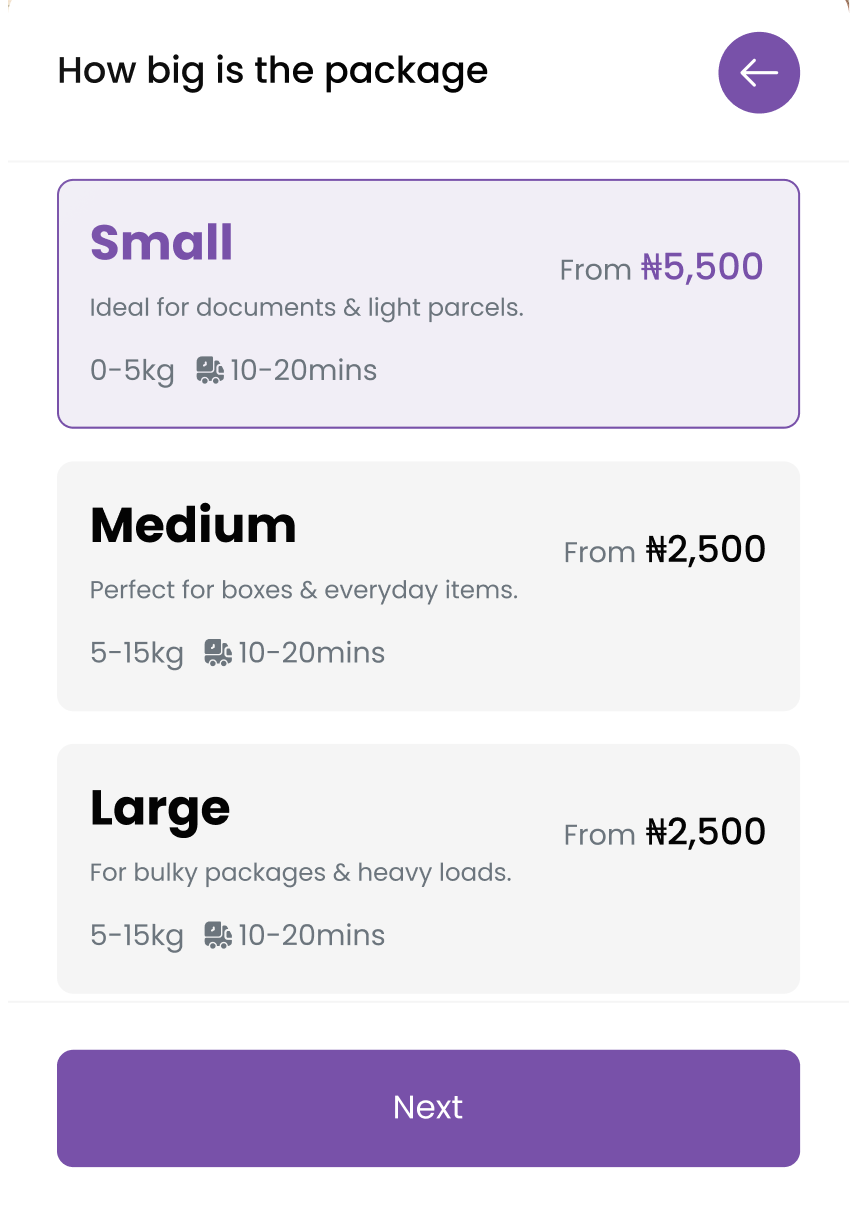 How big is the package
Small
From ₦5,500
Ideal for documents & light parcels.
0-5kg 10-20mins
Medium
From ₦2,500
Perfect for boxes & everyday items.
5-15kg 10-20mins
Large
From ₦2,500
For bulky packages & heavy loads.
5-15kg 10-20mins
Next